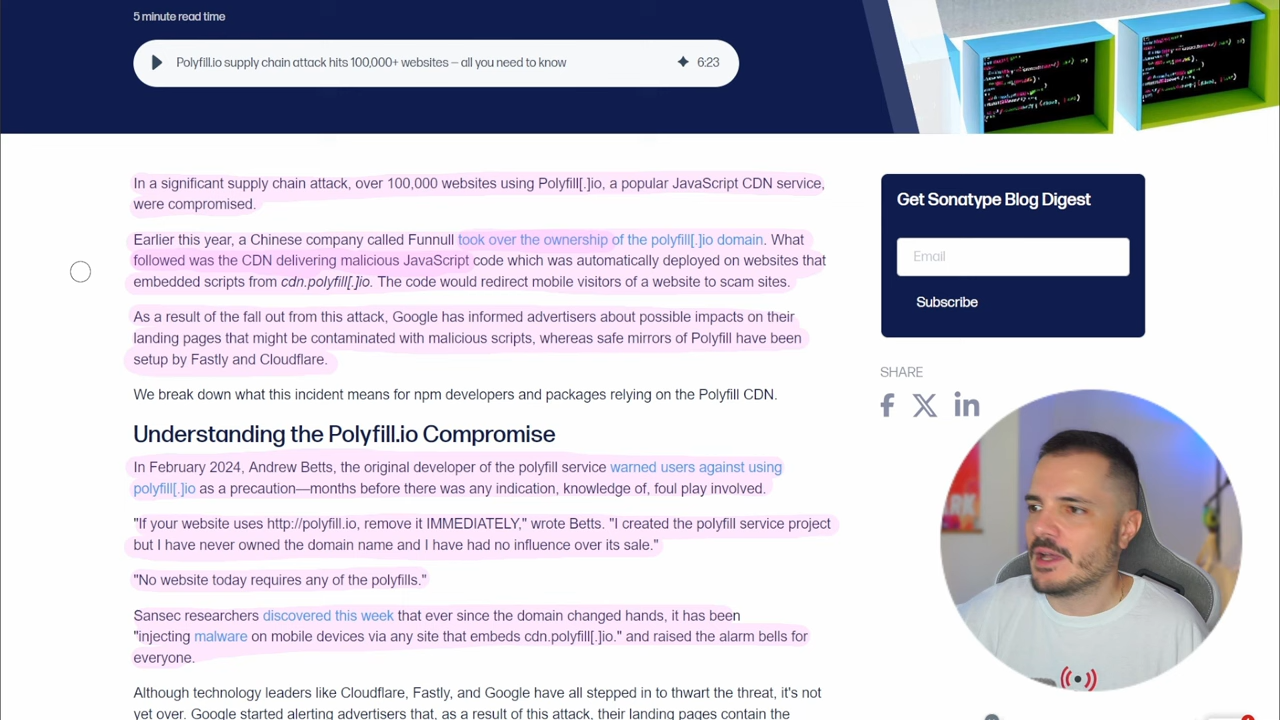 5 minute read time
Polyfill.io supply chain attack hits 100,000+ websites – all you need to know
6:23
In a significant supply chain attack, over 100,000 websites using Polyfill[.]io, a popular JavaScript CDN service,
were compromised.
Earlier this year, a Chinese company called Funnull took over the ownership of the polyfill[.]io domain. What
followed was the CDN delivering malicious JavaScript code which was automatically deployed on websites that
embedded scripts from cdn.polyfill[.]io. The code would redirect mobile visitors of a website to scam sites.
As a result of the fall out from this attack, Google has informed advertisers about possible impacts on their
landing pages that might be contaminated with malicious scripts, whereas safe mirrors of Polyfill have been
setup by Fastly and Cloudflare.
We break down what this incident means for npm developers and packages relying on the Polyfill CDN.
Understanding the Polyfill.io Compromise
In February 2024, Andrew Betts, the original developer of the polyfill service warned users against using
polyfill[.]io as a precaution—months before there was any indication, knowledge of, foul play involved.
"If your website uses http://polyfill.io, remove it IMMEDIATELY," wrote Betts. "I created the polyfill service project
but I have never owned the domain name and I have had no influence over its sale."
"No website today requires any of the polyfills."
Sansec researchers discovered this week that ever since the domain changed hands, it has been
"injecting malware on mobile devices via any site that embeds cdn.polyfill[.]io." and raised the alarm bells for
everyone.
Although technology leaders like Cloudflare, Fastly, and Google have all stepped in to thwart the threat, it's not
yet over. Google started alerting advertisers that, as a result of this attack, their landing pages contain the
Get Sonatype Blog Digest
Email
Subscribe
SHARE